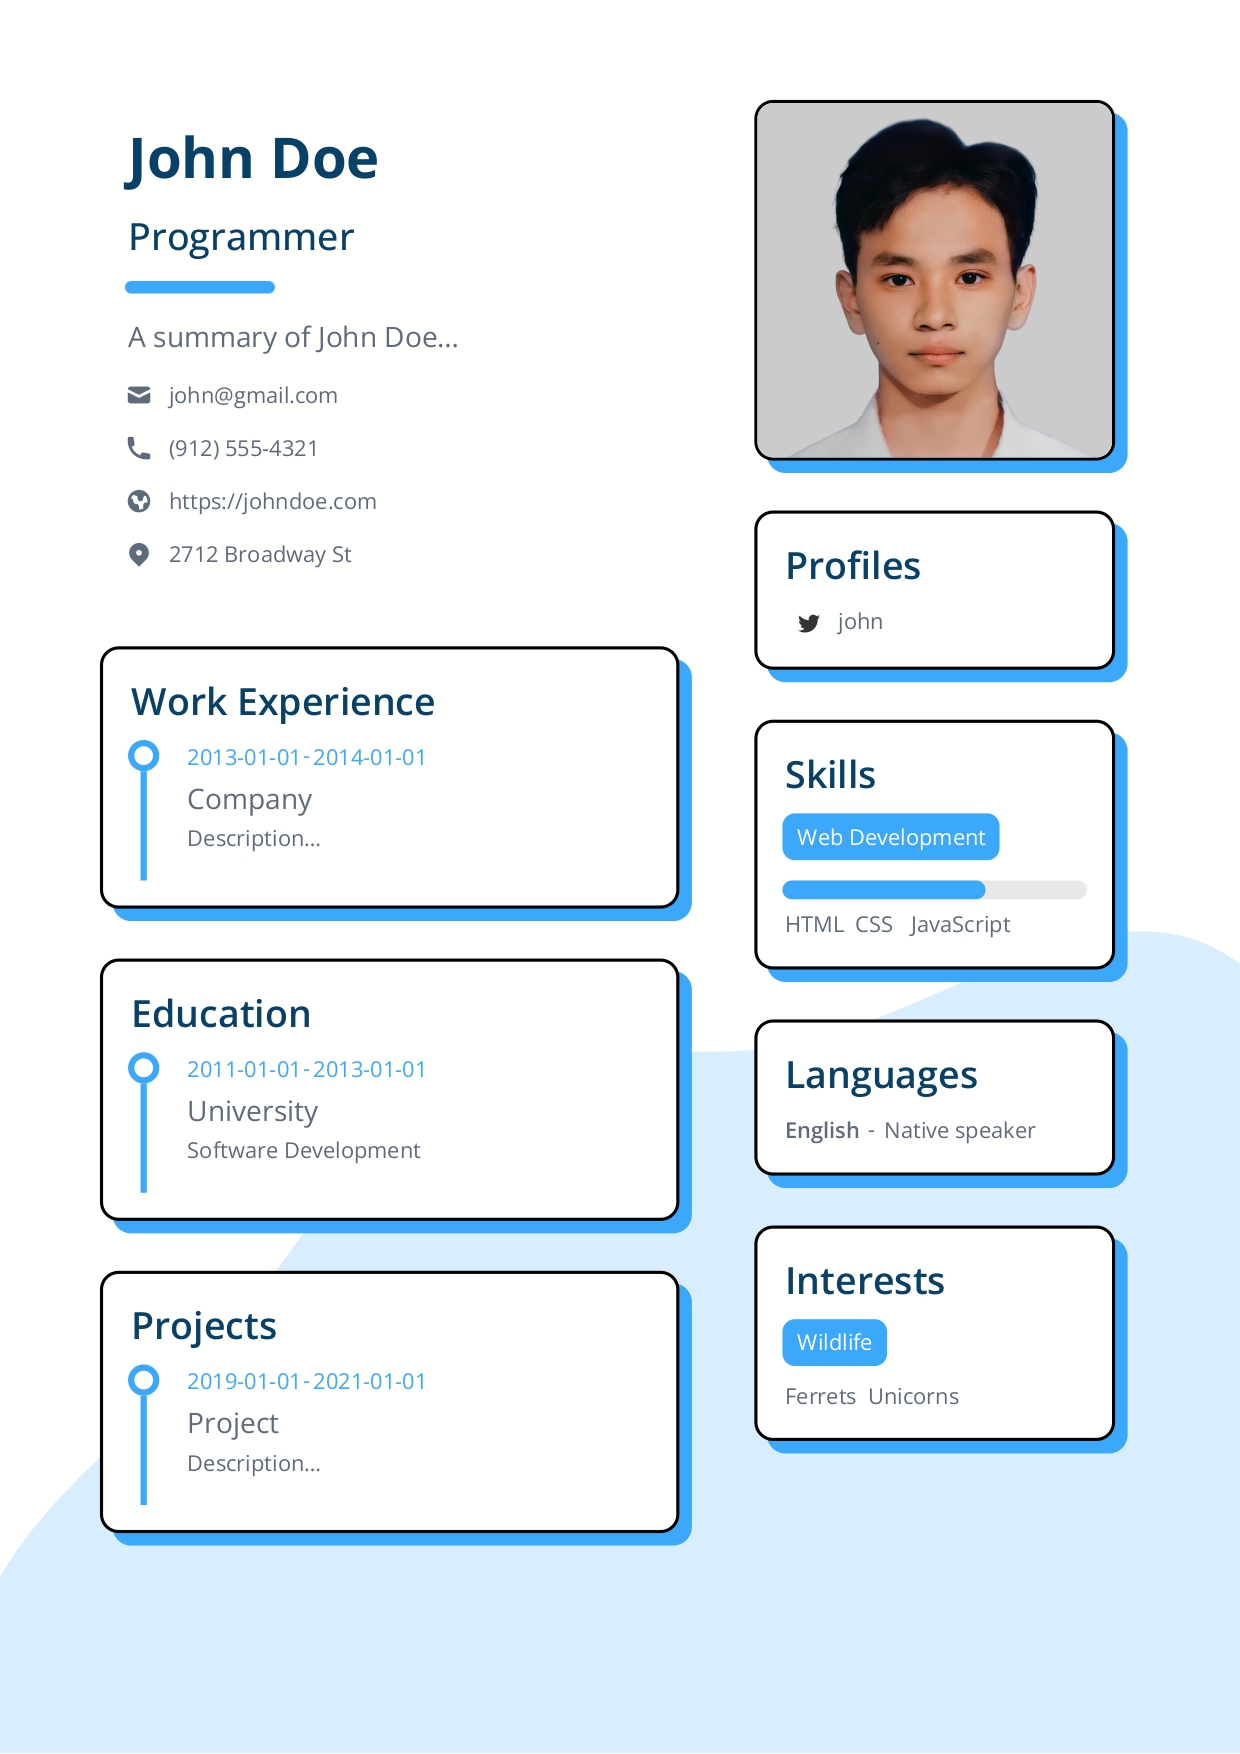 John Doe
Programmer
A summary of John Doe...
john@gmail.com
(912) 555-4321
https://johndoe.com
2712 Broadway St
Work Experience
2013-01-01-2014-01-01
Company
Description...
Education
2011-01-01-2013-01-01
University
Software Development
Projects
2019-01-01-2021-01-01
Project
Description...
Profiles
john
Skills
Web Development
HTML CSS JavaScript
Languages
English - Native speaker
Interests
Wildlife
Ferrets Unicorns